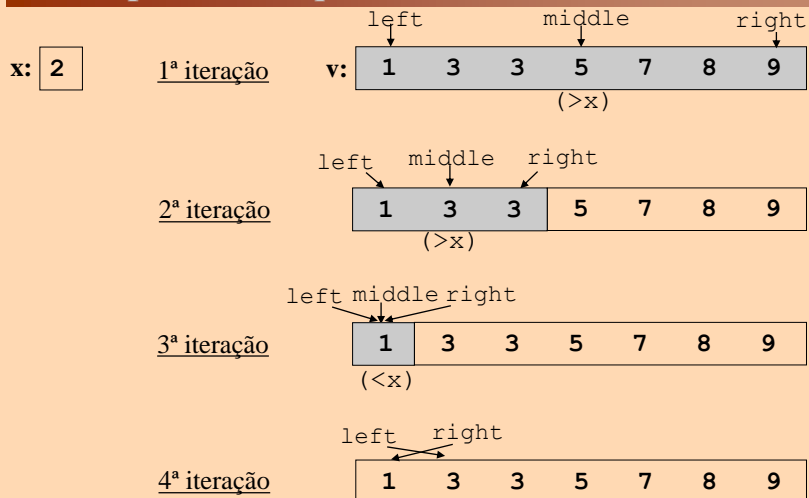 left middle right
x: 2 1ª iteração v: 1 3 3 5 7 8 9
(>x)
left middle right
2ª iteração 1 3 3 5 7 8 9
(>x)
left middle right
3ª iteração 1 3 3 5 7 8 9
(<x)
left right
4ª iteração 1 3 3 5 7 8 9